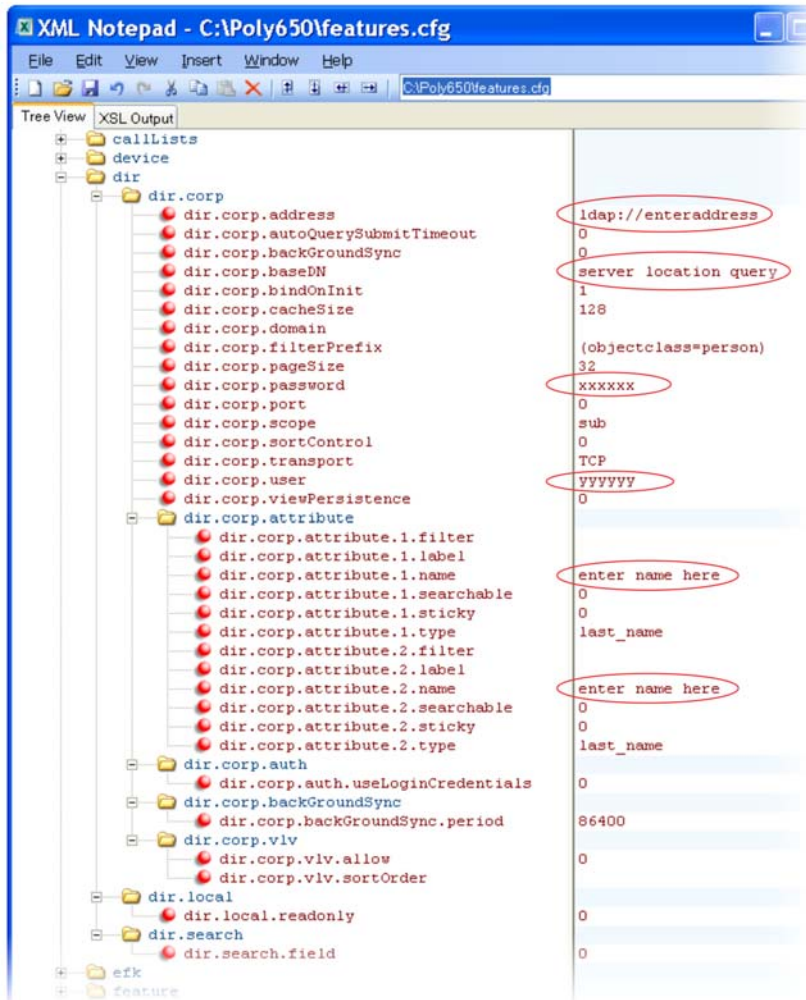 XML Notepad - C:\Poly650\features.cfg
File Edit View Insert Window Help
C:\Poly650\features.cfg
Tree View XSL Output
callLists
device
dir
dir.corp
dir.corp.address ldap://enteraddress
dir.corp.autoQuerySubmitTimeout 0
dir.corp.backGroundSync 0
dir.corp.baseDN server location query
dir.corp.bindOnInit 1
dir.corp.cacheSize 128
dir.corp.domain
dir.corp.filterPrefix (objectclass=person)
dir.corp.pageSize 32
dir.corp.password xxxxxx
dir.corp.port 0
dir.corp.scope sub
dir.corp.sortControl 0
dir.corp.transport TCP
dir.corp.user yyyyyy
dir.corp.viewPersistence 0
dir.corp.attribute
dir.corp.attribute.1.filter
dir.corp.attribute.1.label
dir.corp.attribute.1.name enter name here
dir.corp.attribute.1.searchable 0
dir.corp.attribute.1.sticky 0
dir.corp.attribute.1.type last_name
dir.corp.attribute.2.filter
dir.corp.attribute.2.label
dir.corp.attribute.2.name enter name here
dir.corp.attribute.2.searchable 0
dir.corp.attribute.2.sticky 0
dir.corp.attribute.2.type last_name
dir.corp.auth
dir.corp.auth.useLoginCredentials 0
dir.corp.backGroundSync
dir.corp.backGroundSync.period 86400
dir.corp.vlv
dir.corp.vlv.allow 0
dir.corp.vlv.sortOrder
dir.local
dir.local.readonly 0
dir.search
dir.search.field 0
efk
feature